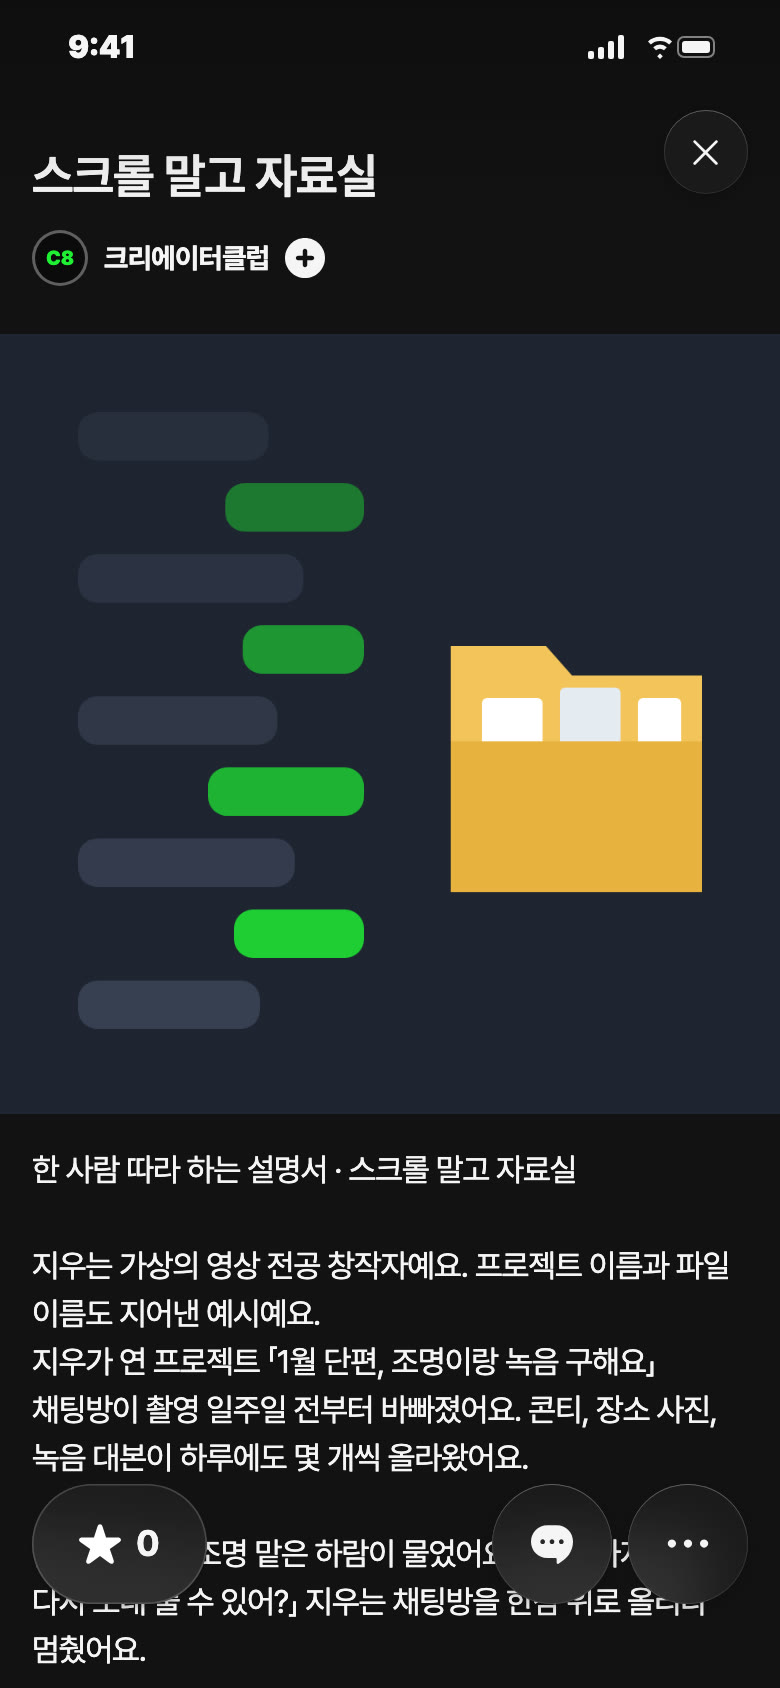 9:41
스크롤 말고 자료실
C8
크리에이터클럽
한 사람 따라 하는 설명서 · 스크롤 말고 자료실
지우는 가상의 영상 전공 창작자예요. 프로젝트 이름과 파일
이름도 지어낸 예시예요.
지우가 연 프로젝트 「1월 단편, 조명이랑 녹음 구해요」
채팅방이 촬영 일주일 전부터 바빠졌어요. 콘티, 장소 사진,
녹음 대본이 하루에도 몇 개씩 올라왔어요.
0
조명 맡은 하람이 물었어요
수 있어?」 지우는 채팅방을 한참 위로 올리다
멈췄어요.